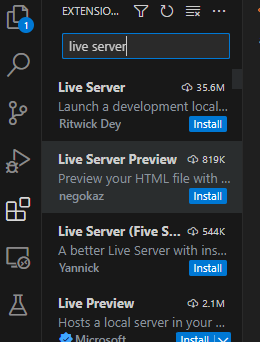 EXTENSIO...
1
live server
Live Server 35.6M
Launch a development local...
Ritwick Dey Install
Live Server Preview 819K
Preview your HTML file with ...
negokaz Install
Live Server (Five S... 544K
A better Live Server with ins...
Yannick Install
Live Preview 2.1M
Hosts a local server in your ...
Microsoft Install